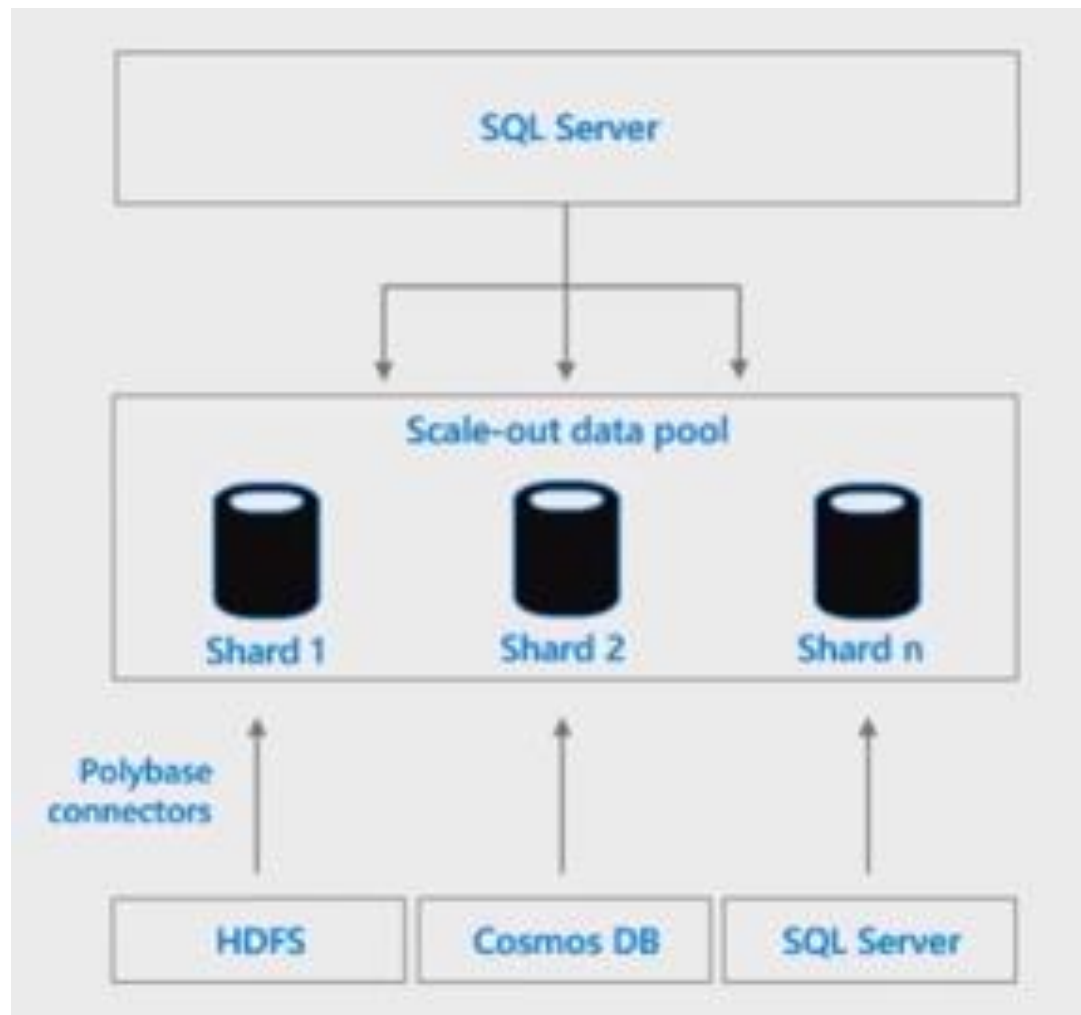 SQL Server
Scale-out data pool
Shard 1
Shard 2
Shard n
Polybase
connectors
HDFS
Cosmos DB
SQL Server